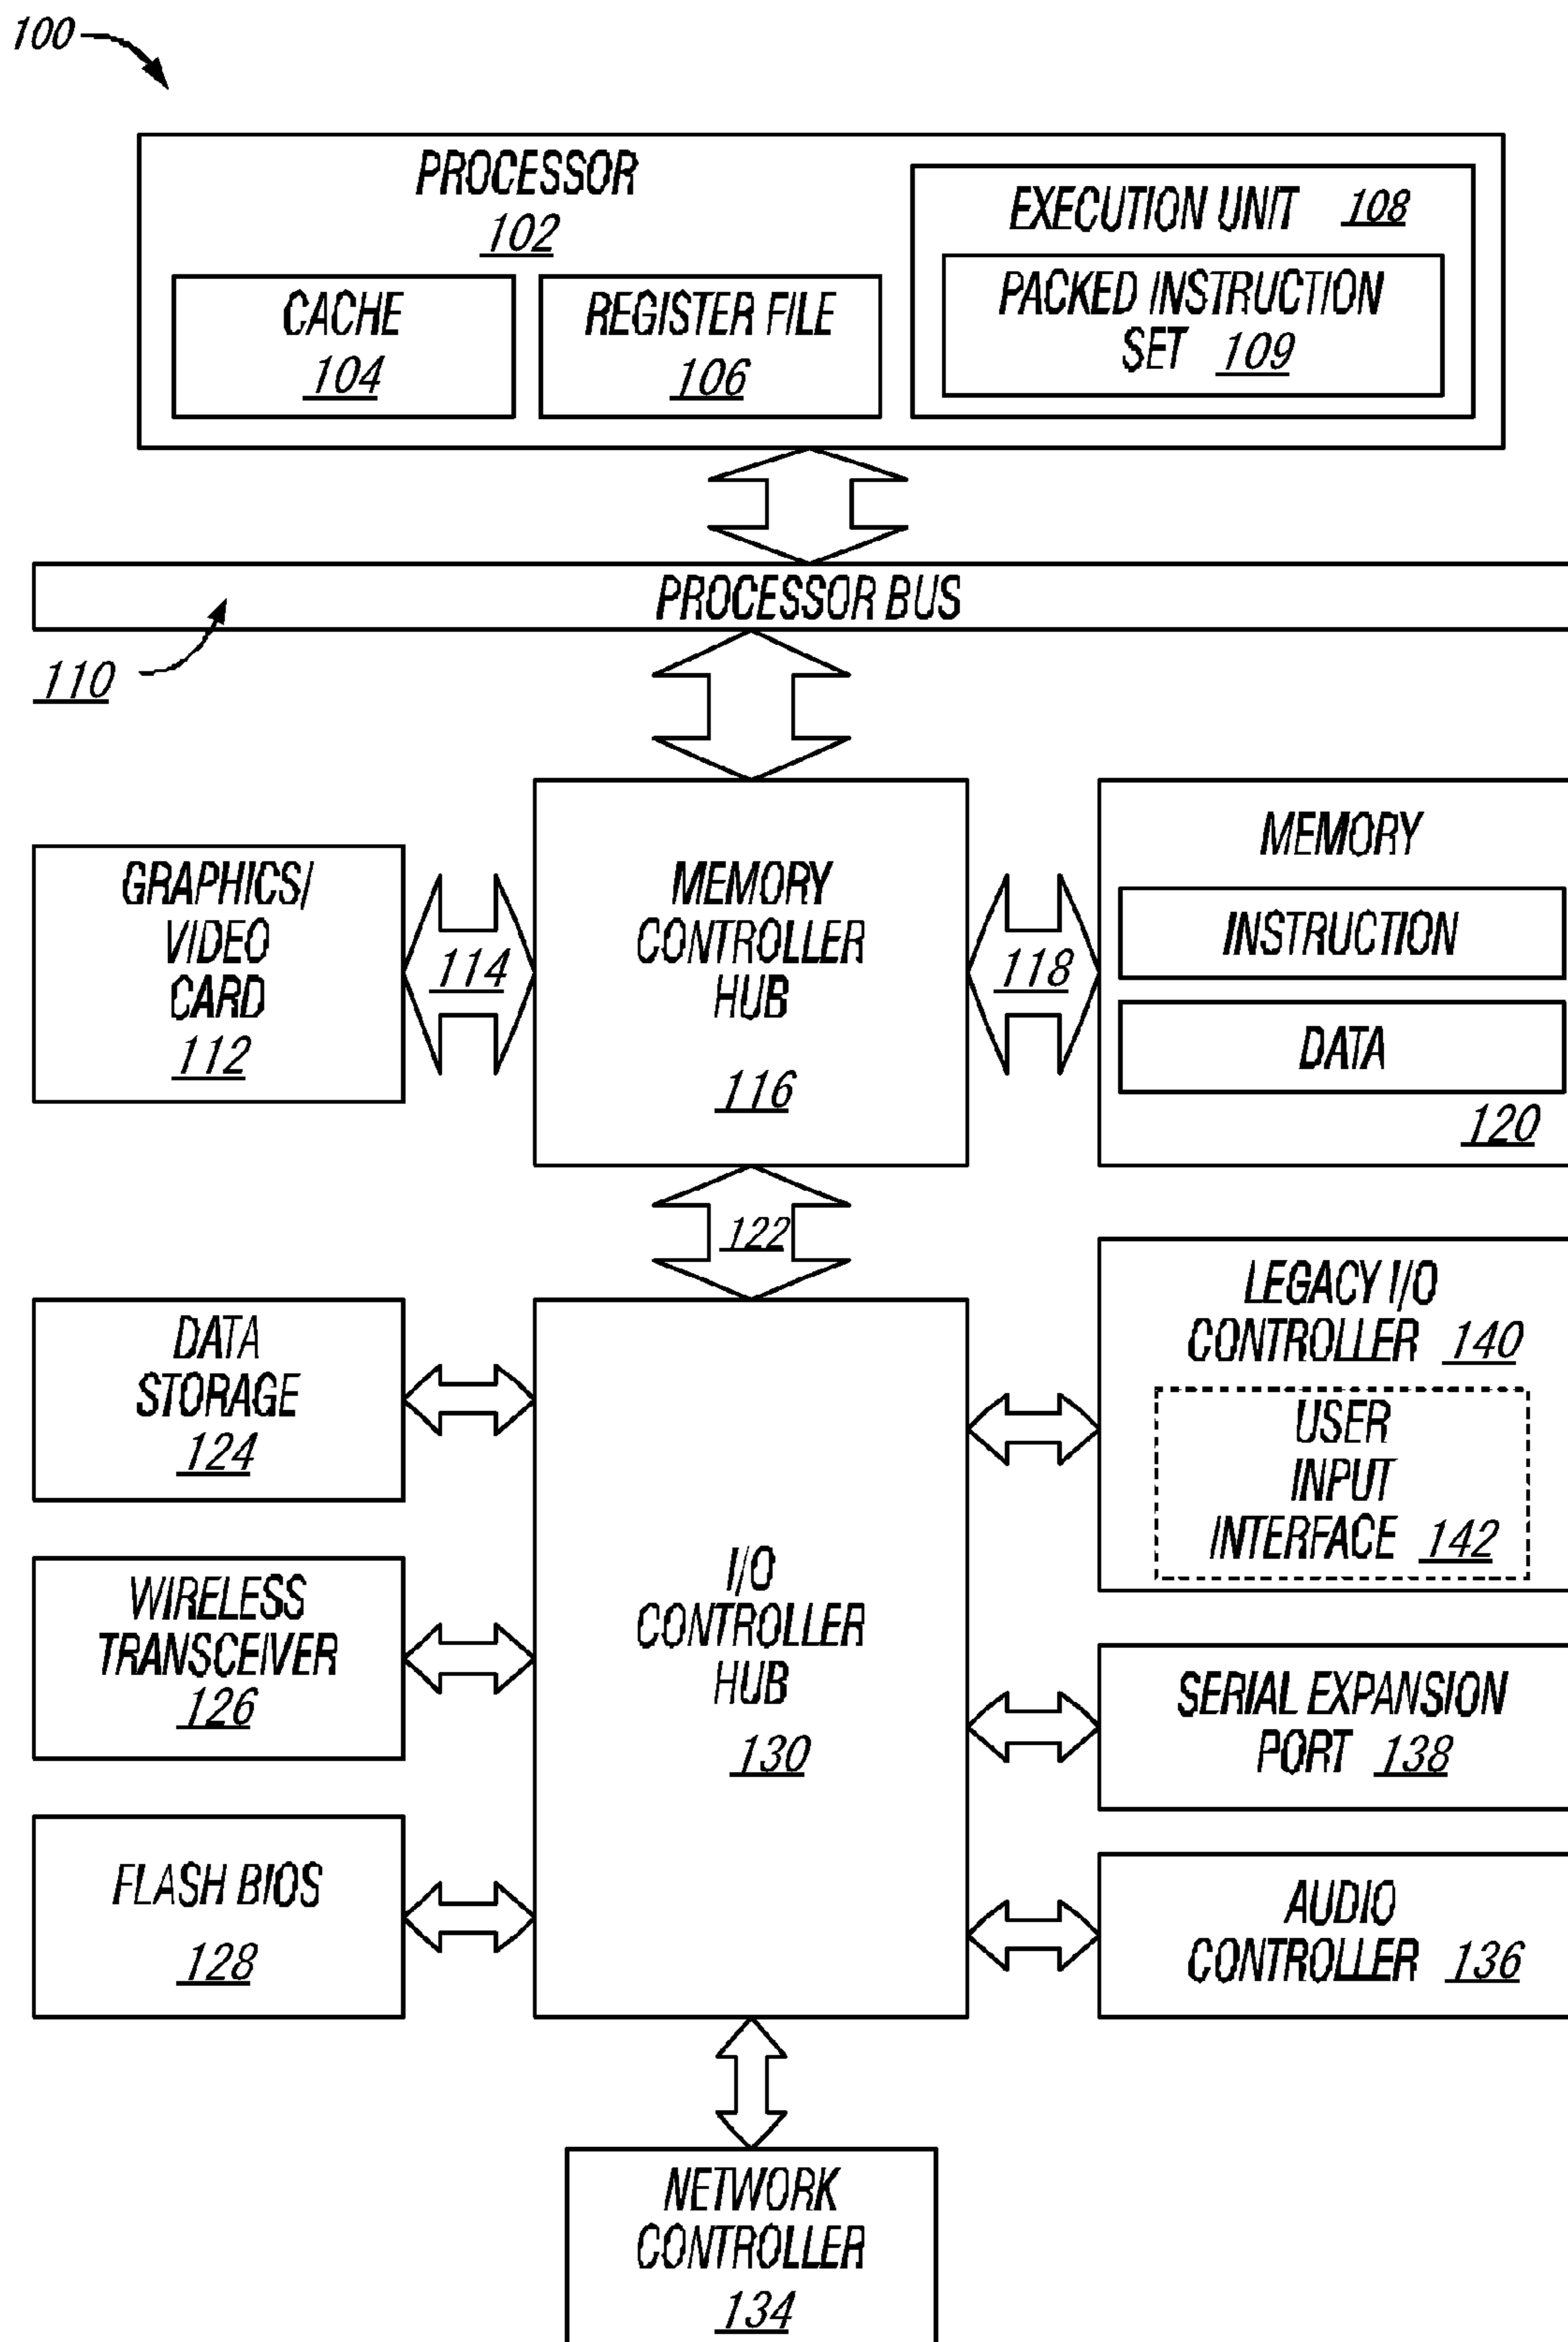 100
PROCESSOR
102
CACHE
104
REGISTER FILE
106
EXECUTION UNIT 108
PACKED INSTRUCTION
SET 109
PROCESSOR BUS
110
GRAPHICS/
VIDEO
CARD
112
114
MEMORY
CONTROLLER
HUB
116
118
MEMORY
INSTRUCTION
DATA
120
122
DATA
STORAGE
124
WIRELESS
TRANSCEIVER
126
FLASH BIOS
128
I/O
CONTROLLER
HUB
130
LEGACY I/O
CONTROLLER 140
USER
INPUT
INTERFACE 142
SERIAL EXPANSION
PORT 138
AUDIO
CONTROLLER 136
NETWORK
CONTROLLER
134